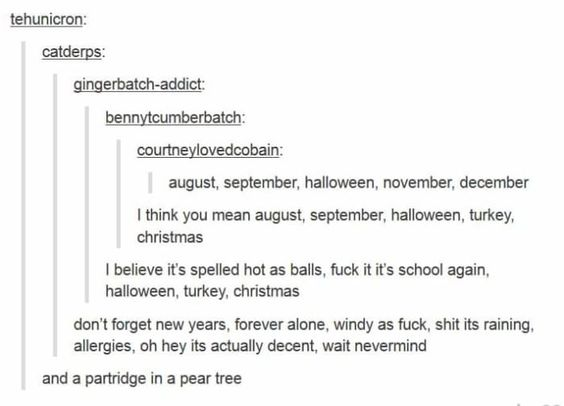 tehunicron:
catderps:
gingerbatch-addict:
bennytcumberbatch:
courtneylovedcobain:
august, september, halloween, november, december
I think you mean august, september, halloween, turkey,
christmas
I believe it's spelled hot as balls, fuck it it's school again,
halloween, turkey, christmas
don't forget new years, forever alone, windy as fuck, shit its raining,
allergies, oh hey its actually decent, wait nevermind
and a partridge in a pear tree